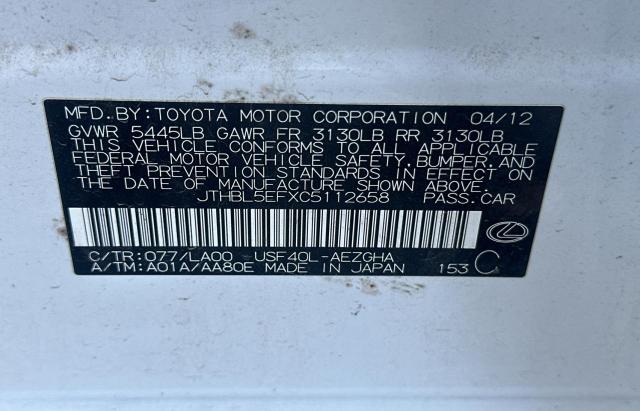 MFD. BY: TOYOTA MOTOR CORPORATION 04/12
GVWR 5445LB GAWR FR 3130LB RR 3130LB
THIS VEHICLE CONFORMS TO ALL APPLICABLE
FEDERAL MOTOR VEHICLE SAFETY, BUMPER, AND
THEFT PREVENTION STANDARDS IN EFFECT ON
THE DATE OF MANUFACTURE SHOWN ABOVE.
JTHBL5EFXC5112658 PASS. CAR
C/TR: 077/LA00 USF40L-AEZGHA
A/TM: A01A/AA80E MADE IN JAPAN 153 C